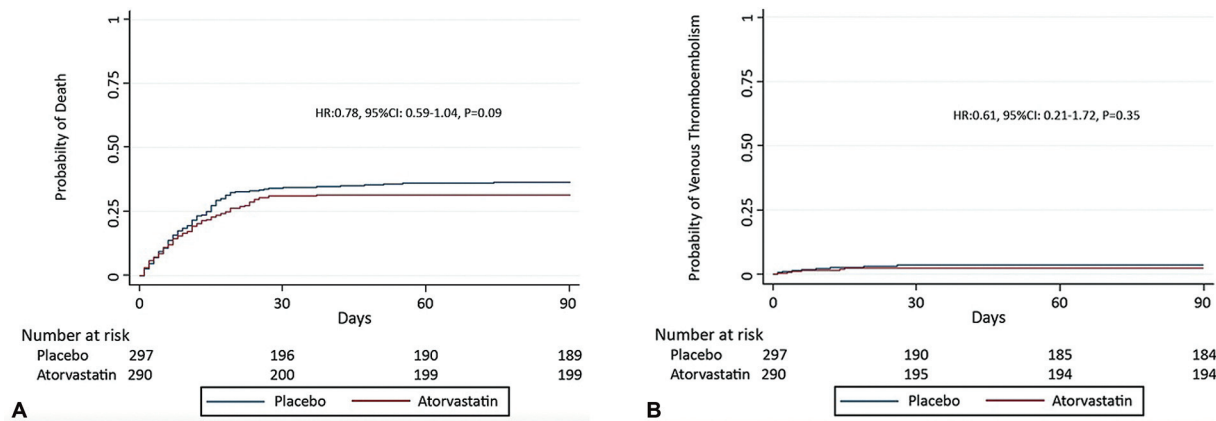 Probabilty of Death
1
0.75
0.50
0.25
0
HR:0.78, 95%CI: 0.59-1.04, P=0.09
0 30 60 90
Days
Number at risk
Placebo 297 196 190 189
Atorvastatin 290 200 199 199
Placebo Atorvastatin
A
Probabilty of Venous Thromboembolism
1
0.75
0.50
0.25
0
HR:0.61, 95%CI: 0.21-1.72, P=0.35
0 30 60 90
Days
Number at risk
Placebo 297 190 185 184
Atorvastatin 290 195 194 194
Placebo Atorvastatin
B